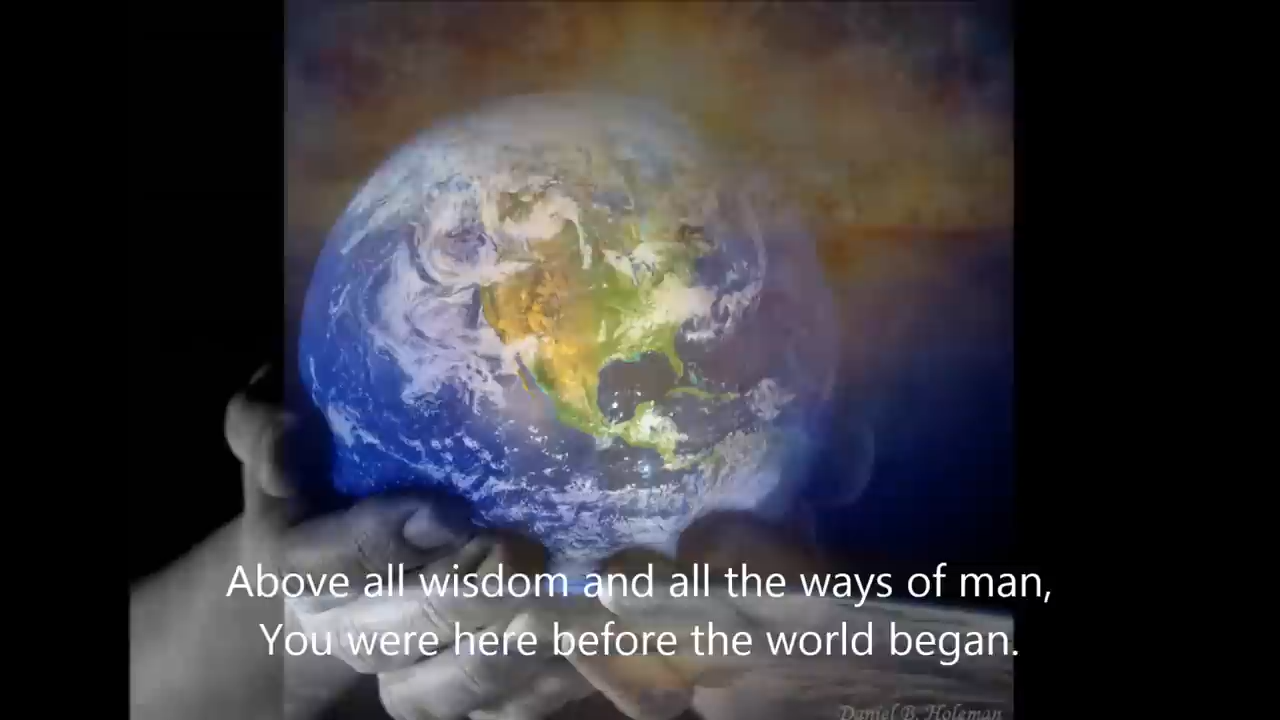 Above all wisdom and all the ways of man,
You were here before the world began.
Daniel B. Holeman